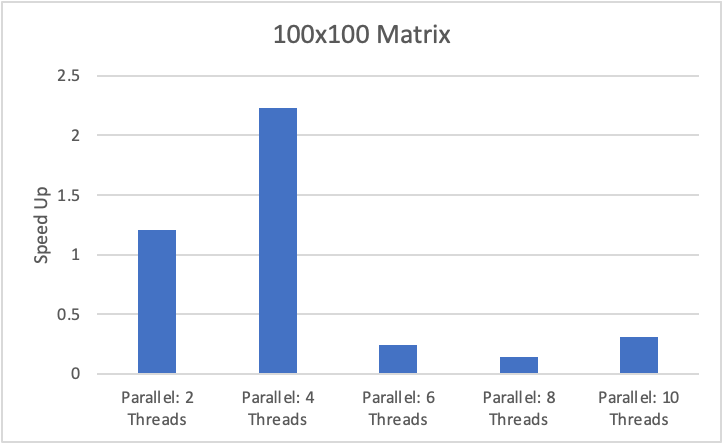 100x100 Matrix
Speed Up
2.5
2
1.5
1
0.5
0
Parallel: 2
Threads
Parallel: 4
Threads
Parallel: 6
Threads
Parallel: 8
Threads
Parallel: 10
Threads